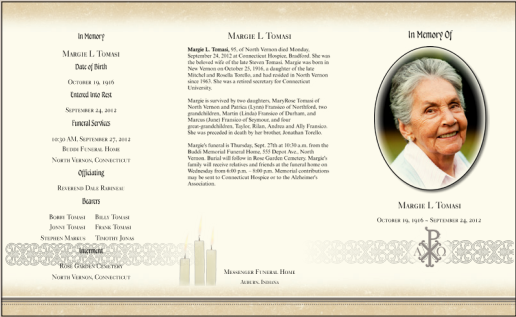 In Memory
Margie L Tomasi
Date of Birth
October 19, 1916
Entered Into Rest
September 24, 2012
Funeral Services
10:30 AM, September 27, 2012
Buddi Funeral Home
North Vernon, Connecticut
Officiating
Reverend Dale Rabineau
Bearers
Bobby Tomasi Billy Tomasi
Jonny Tomasi Frank Tomasi
Stephen Markus Timothy Jonas
Interment
Rose Garden Cemetery
North Vernon, Connecticut
Margie L Tomasi
Margie L. Tomasi, 95, of North Vernon died Monday,
September 24, 2012 at Connecticut Hospice, Bradford. She was
the beloved wife of the late Steven Tomasi. Margie was born in
New Vernon on October 23, 1916, a daughter of the late
Mitchel and Rosella Torello, and had resided in North Vernon
since 1963. She was a retired secretary for Connecticut
University.
Margie is survived by two daughters, MaryRose Tomasi of
North Vernon and Patricia (Lynn) Fransico of Northford, two
grandchildren, Martin (Linda) Fransico of Durham, and
Marcus (June) Fransico of Seymour, and four
great-grandchildren, Taylor, Rilan, Andrea and Ally Fransico.
She was preceded in death by her brother, Jonathan Torello.
Margie's funeral is Thursday, Sept. 27th at 10:30 a.m. from the
Buddi Memorial Funeral Home, 555 Depot Ave., North
Vernon. Burial will follow in Rose Garden Cemetery. Margie's
family will receive relatives and friends at the funeral home on
Wednesday from 6:00 p.m. – 8:00 p.m. Memorial contributions
may be sent to Connecticut Hospice or to the Alzheimer's
Association.
Messenger Funeral Home
Auburn, Indiana
In Memory Of
Margie L Tomasi
October 19, 1916 ~ September 24, 2012
Α Ω